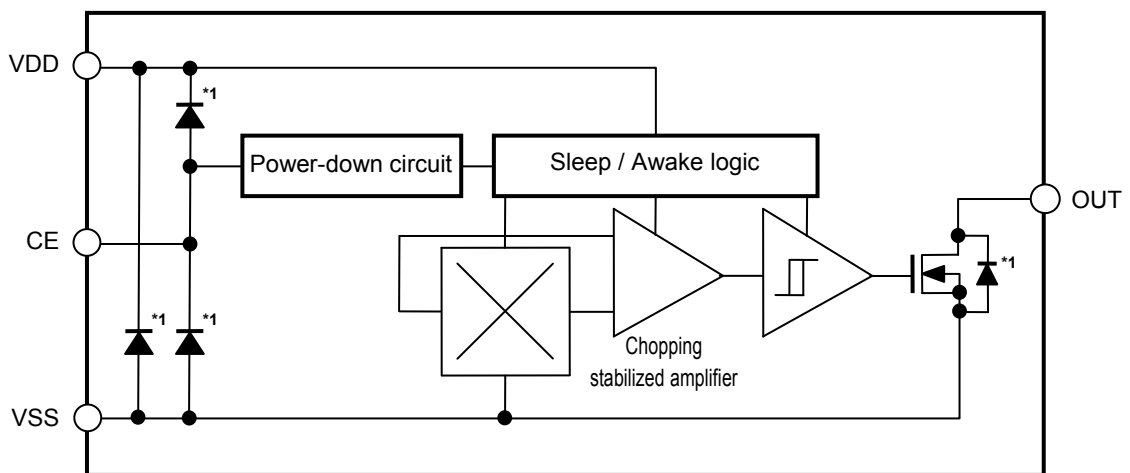 VDD
*1
Power-down circuit
Sleep / Awake logic
OUT
CE
*1
*1
*1
Chopping
stabilized amplifier
VSS